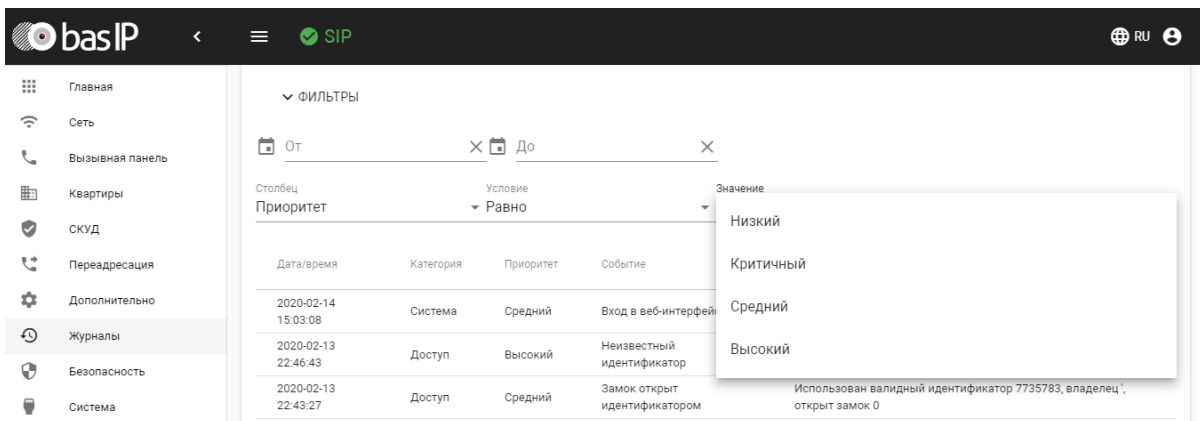 basIP
SIP
RU
Главная
Сеть
Вызывная панель
Квартиры
СКУД
Переадресация
Дополнительно
Журналы
Безопасность
Система
ФИЛЬТРЫ
От
До
Столбец
Условие
Значение
Приоритет
Равно
Низкий
Критичный
Средний
Высокий
Дата/время
Категория
Приоритет
Событие
2020-02-14
15:03:08
Система
Средний
Вход в веб-интерфей
2020-02-13
22:46:43
Доступ
Высокий
Неизвестный
идентификатор
2020-02-13
22:43:27
Доступ
Средний
Замок открыт
идентификатором
Использован валидный идентификатор 7735783, владелец ',
открыт замок 0